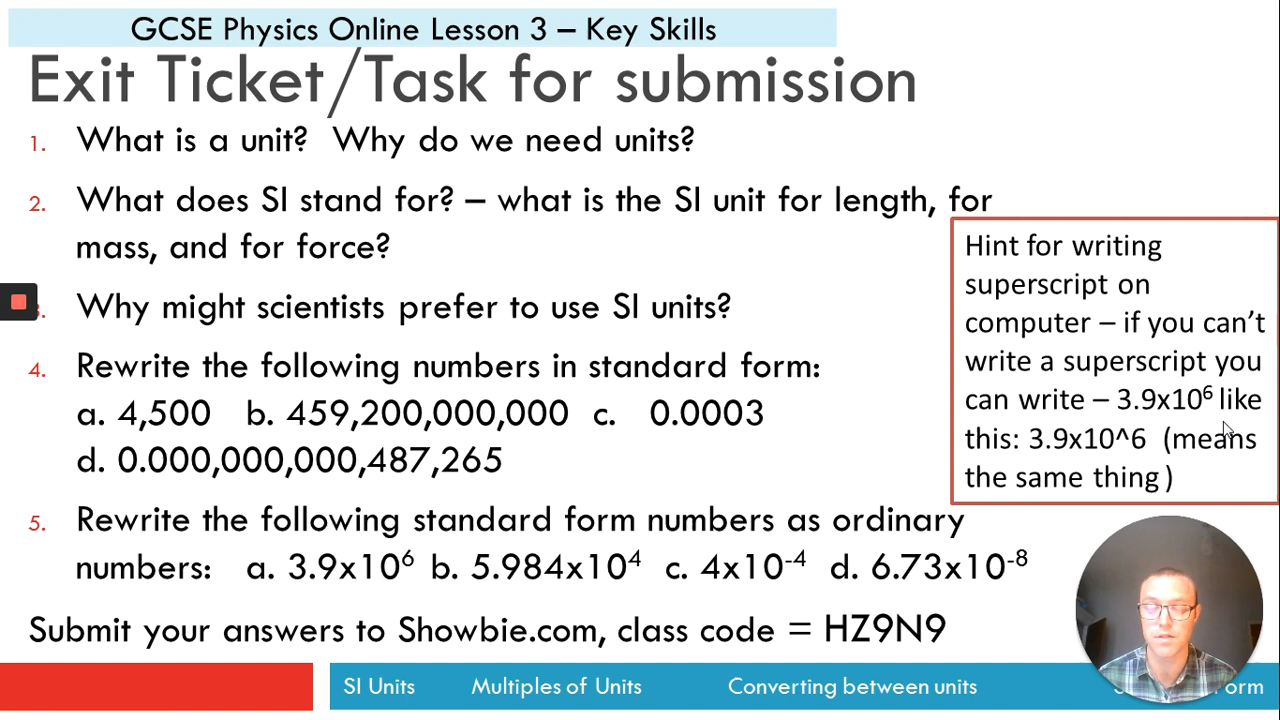 GCSE Physics Online Lesson 3 – Key Skills
Exit Ticket/Task for submission
1. What is a unit? Why do we need units?
2. What does SI stand for? – what is the SI unit for length, for
mass, and for force?
Why might scientists prefer to use SI units?
4. Rewrite the following numbers in standard form:
a. 4,500 b. 459,200,000,000 c. 0.0003
d. 0.000,000,000,487,265
5. Rewrite the following standard form numbers as ordinary
numbers: a. 3.9x10⁶ b. 5.984x10⁴ c. 4x10⁻⁴ d. 6.73x10⁻⁸
Submit your answers to Showbie.com, class code = HZ9N9
Hint for writing
superscript on
computer – if you can't
write a superscript you
can write – 3.9x10⁶ like
this: 3.9x10^6 (means
the same thing )
SI Units Multiples of Units Converting between units